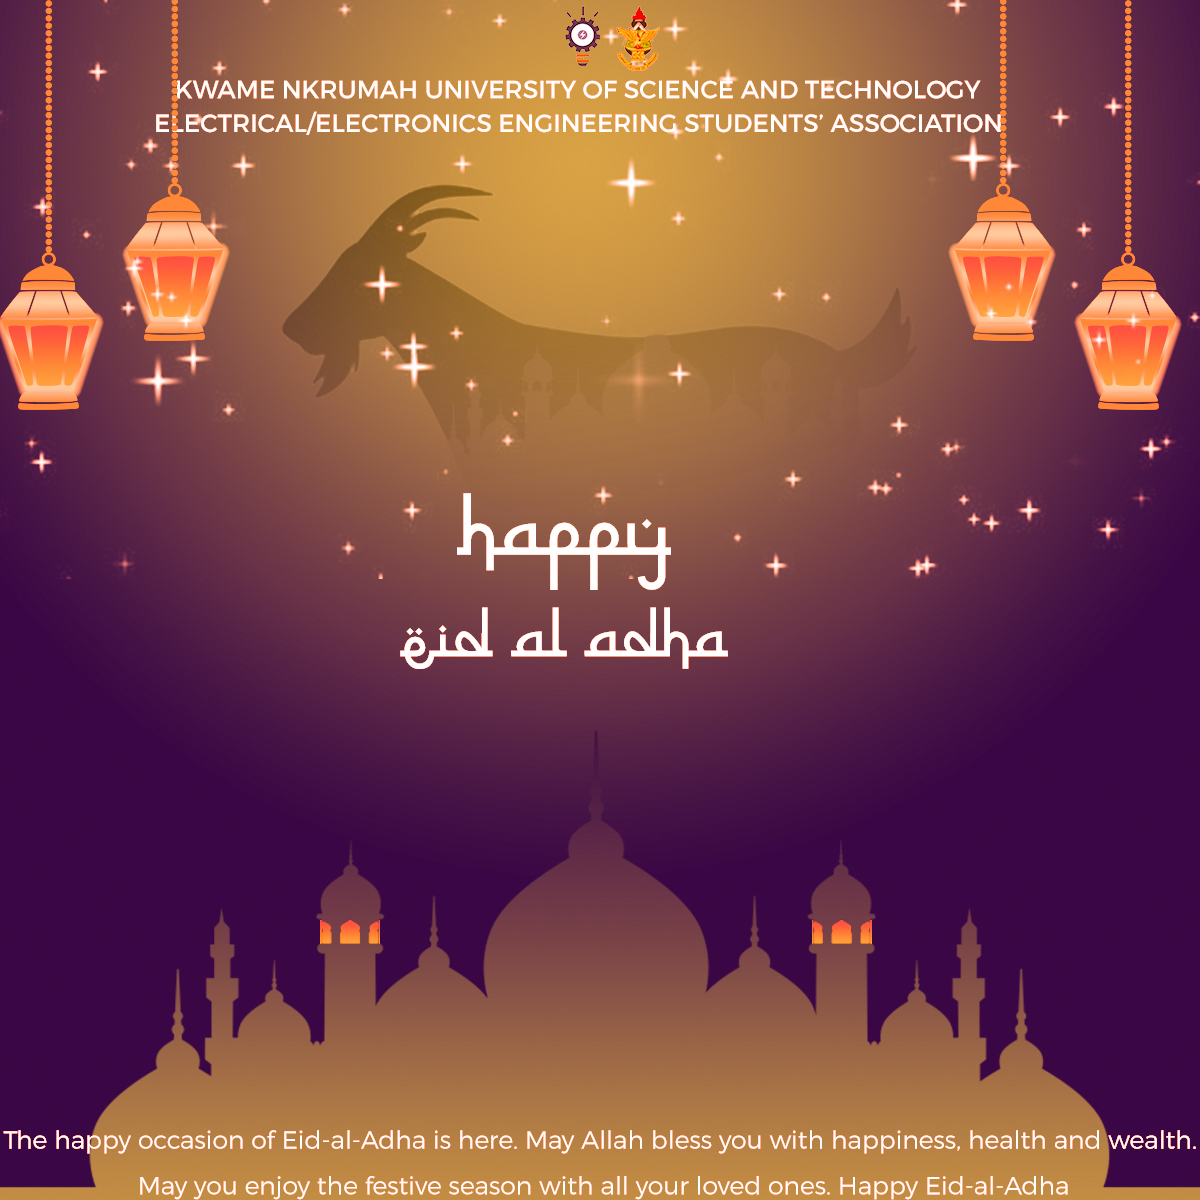 KWAME NKRUMAH UNIVERSITY OF SCIENCE AND TECHNOLOGY
ELECTRICAL/ELECTRONICS ENGINEERING STUDENTS’ ASSOCIATION
happy
eid al adha
The happy occasion of Eid-al-Adha is here. May Allah bless you with happiness, health and wealth.
May you enjoy the festive season with all your loved ones. Happy Eid-al-Adha